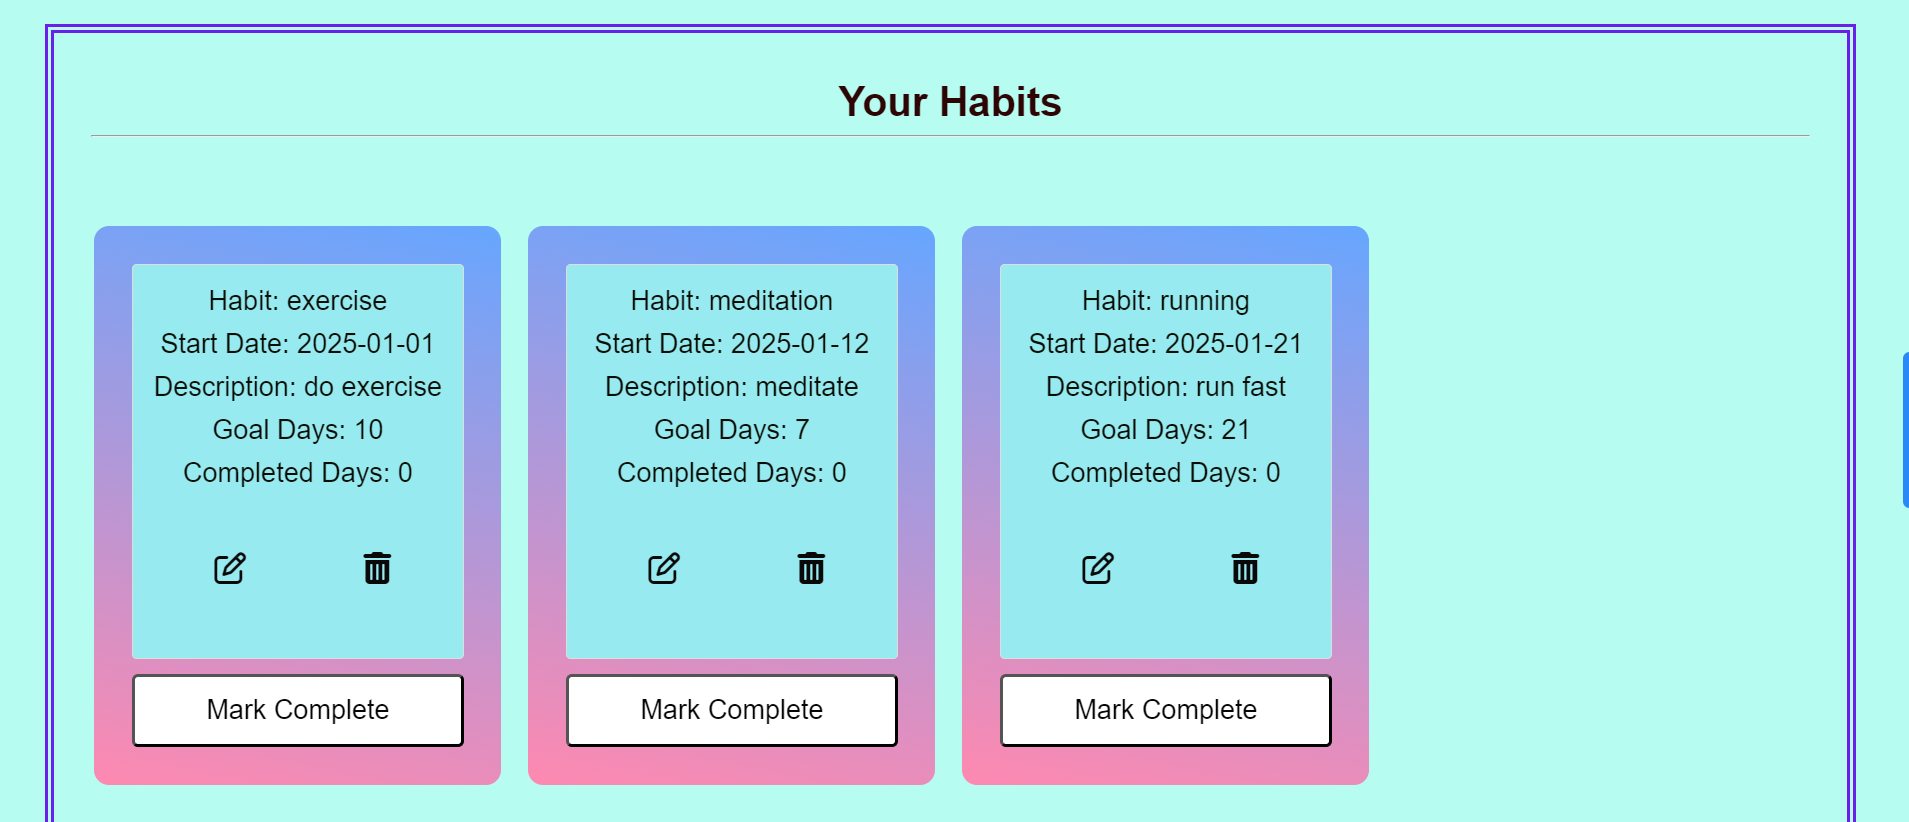 Your Habits
Habit: exercise
Start Date: 2025-01-01
Description: do exercise
Goal Days: 10
Completed Days: 0
Mark Complete
Habit: meditation
Start Date: 2025-01-12
Description: meditate
Goal Days: 7
Completed Days: 0
Mark Complete
Habit: running
Start Date: 2025-01-21
Description: run fast
Goal Days: 21
Completed Days: 0
Mark Complete